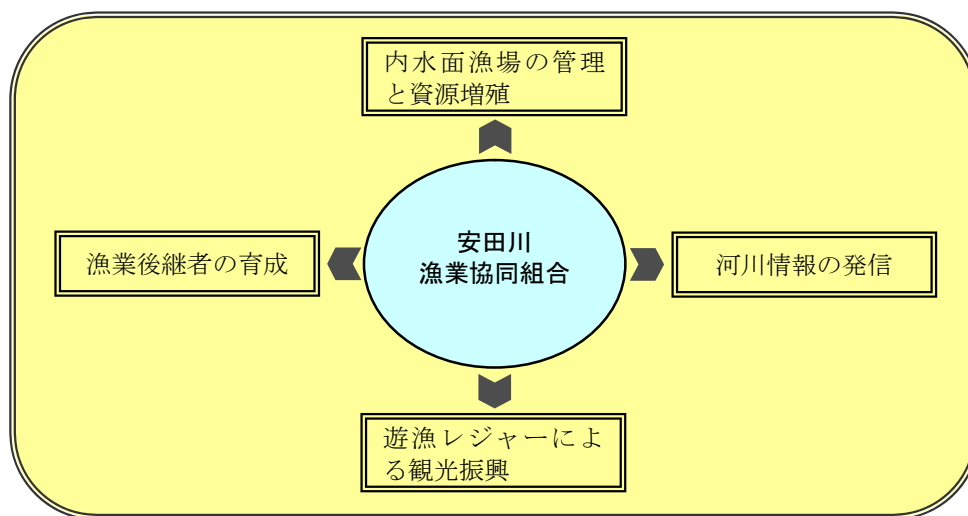 内水面漁場の管理
と資源増殖
安田川
漁業協同組合
漁業後継者の育成
河川情報の発信
遊漁レジャーによ
る観光振興